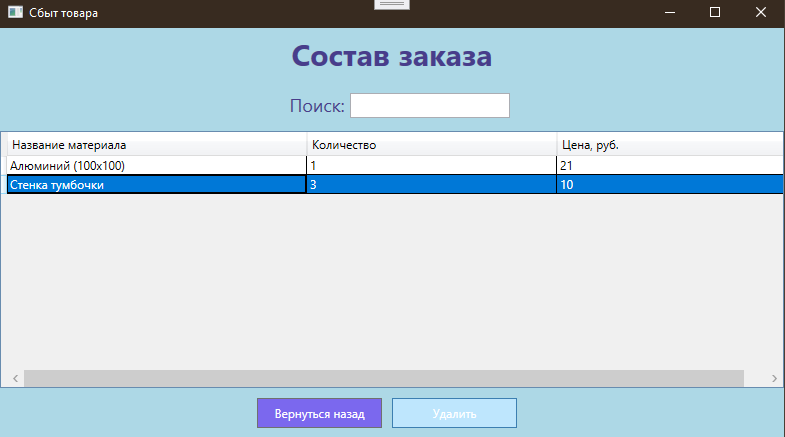 Сбыт товара
Состав заказа
Поиск:
Название материала Количество Цена, руб.
Алюминий (100x100) 1 21
Стенка тумбочки 3 10
Вернуться назад Удалить